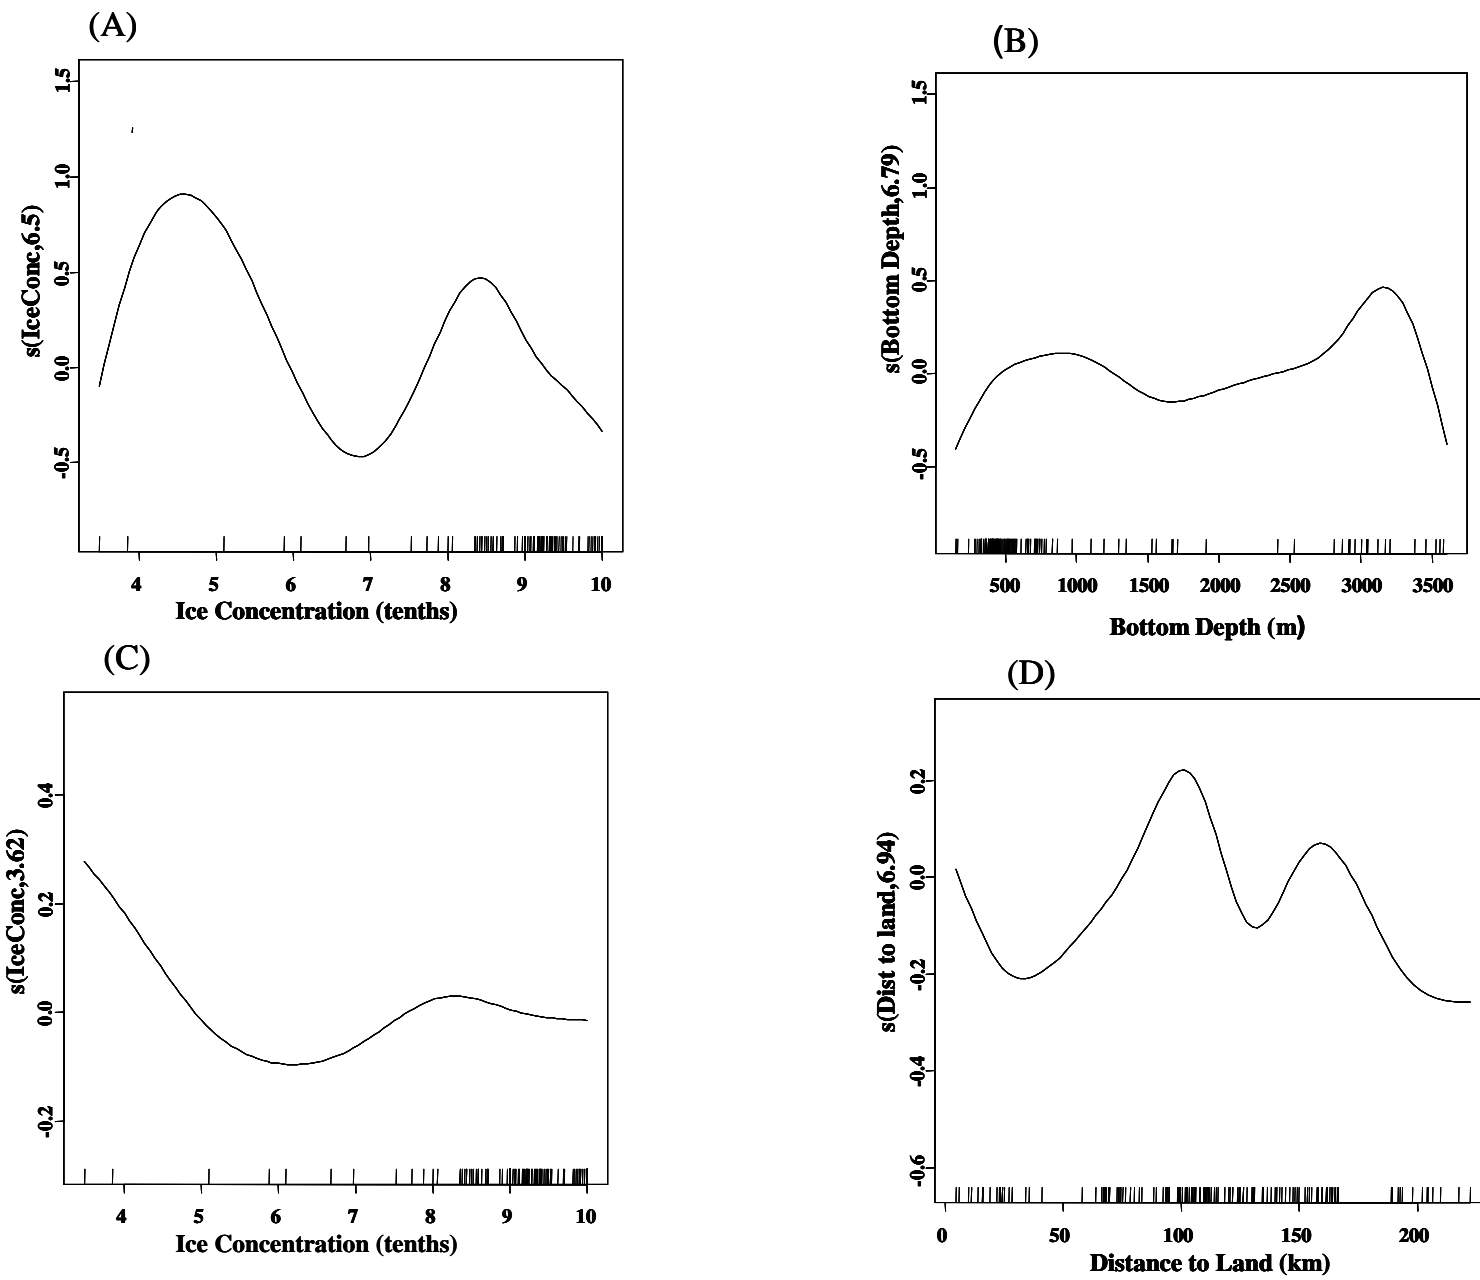 (A)
1.5
1.0
0.5
0.0
-0.5
s(IceConc,6.5)
4 5 6 7 8 9 10
Ice Concentration (tenths)
(B)
1.5
1.0
0.5
0.0
-0.5
s(Bottom Depth,6.79)
500 1000 1500 2000 2500 3000 3500
Bottom Depth (m)
(C)
0.4
0.2
0.0
-0.2
s(IceConc,3.62)
4 5 6 7 8 9 10
Ice Concentration (tenths)
(D)
0.2
0.0
-0.2
-0.4
-0.6
s(Dist to land,6.94)
0 50 100 150 200
Distance to Land (km)